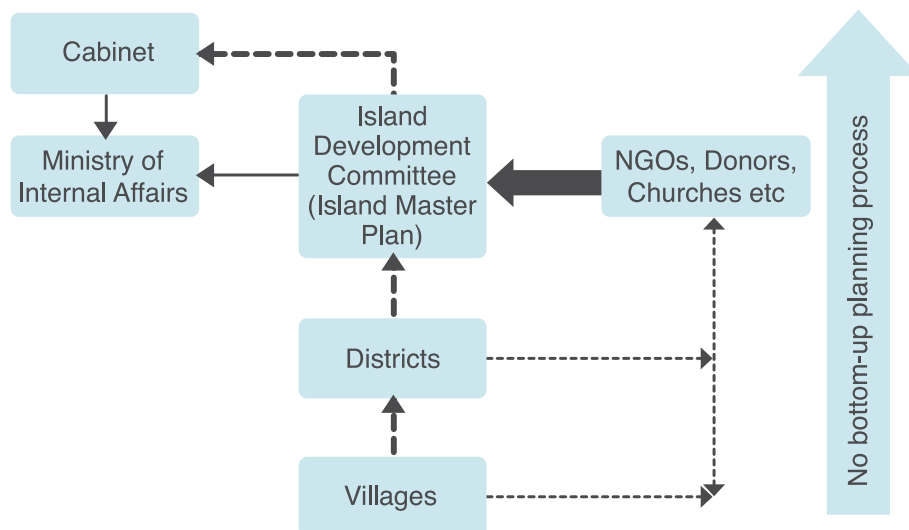 Cabinet
Ministry of
Internal Affairs
Island
Development
Committee
(Island Master
Plan)
NGOs, Donors,
Churches etc
Districts
Villages
No bottom-up planning process